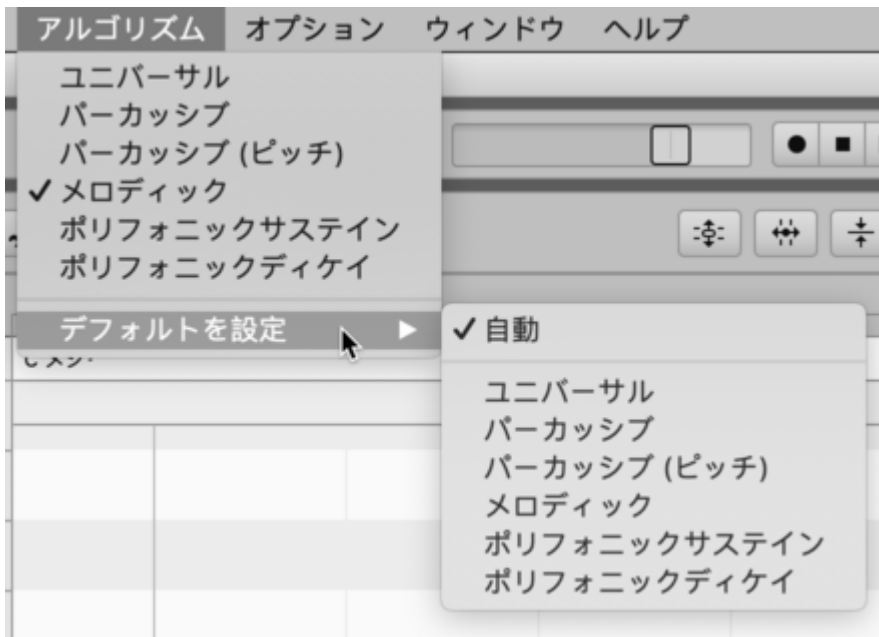 アルゴリズム オプション ウィンドウ ヘルプ
ユニバーサル
パーカッシブ
パーカッシブ (ピッチ)
✓メロディック
ポリフォニックサステイン
ポリフォニックディケイ
デフォルトを設定 ▶
✓自動
ユニバーサル
パーカッシブ
パーカッシブ (ピッチ)
メロディック
ポリフォニックサステイン
ポリフォニックディケイ